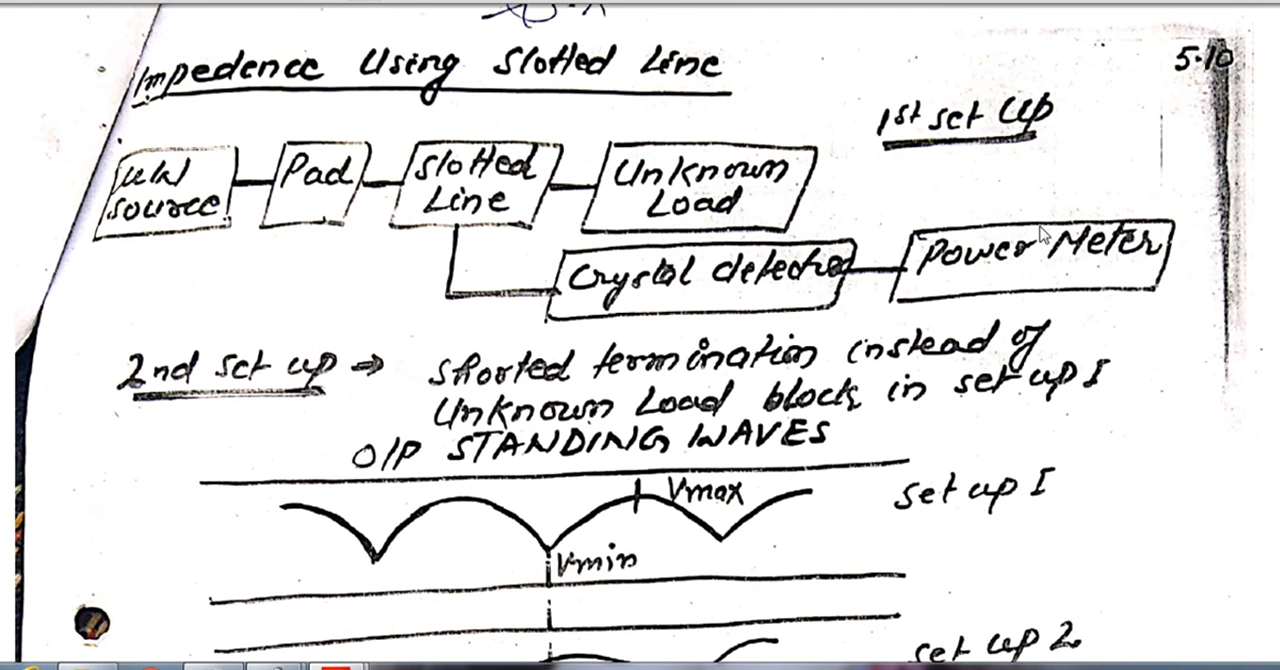 Impedence Using Slotted Line
5.10
1st set Up
uw source
Pad
Slotted Line
Unknown Load
Crystal detector
Power Meter
2nd set up ⇒ Shorted termination instead of
Unknown Load block in set up I
O/P STANDING WAVES
Vmax
set up I
Vmin
set up 2